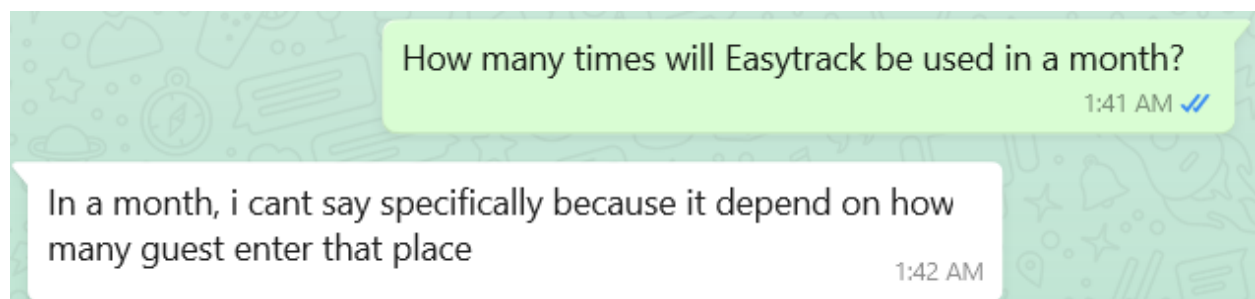 How many times will Easytrack be used in a month?
1:41 AM
In a month, i cant say specifically because it depend on how
many guest enter that place
1:42 AM